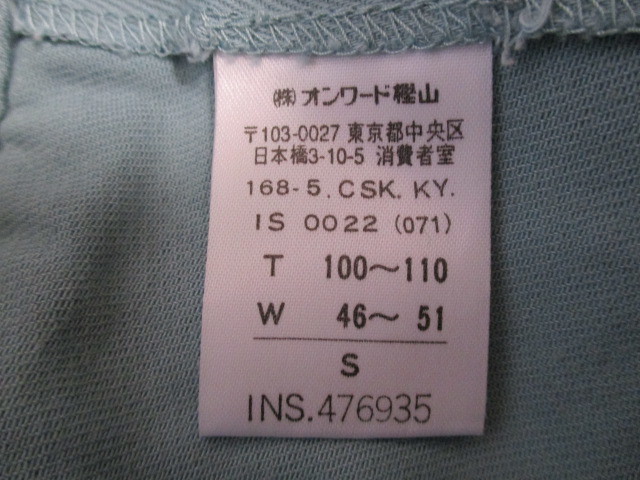 (株)オンワード樫山
〒103-0027 東京都中央区
日本橋3-10-5 消費者室
168-5.CSK.KY.
IS 0022 (071)
T 100〜110
W 46〜 51
S
INS.476935